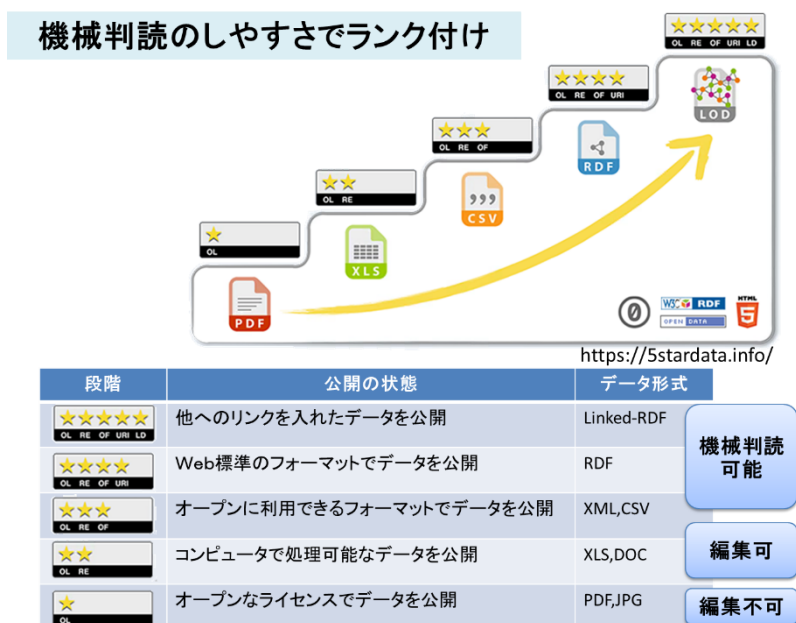 機械判読のしやすさでランク付け
OL RE OF URI LD
OL RE OF URI
LOD
OL RE OF
RDF
OL RE
CSV
OL
XLS
PDF
0
W3C RDF
OPEN DATA
HTML
5
https://5stardata.info/
段階 公開の状態 データ形式
OL RE OF URI LD 他へのリンクを入れたデータを公開 Linked-RDF
機械判読
可能
OL RE OF URI Web標準のフォーマットでデータを公開 RDF
OL RE OF オープンに利用できるフォーマットでデータを公開 XML,CSV
OL RE コンピュータで処理可能なデータを公開 XLS,DOC
編集可
OL オープンなライセンスでデータを公開 PDF,JPG
編集不可